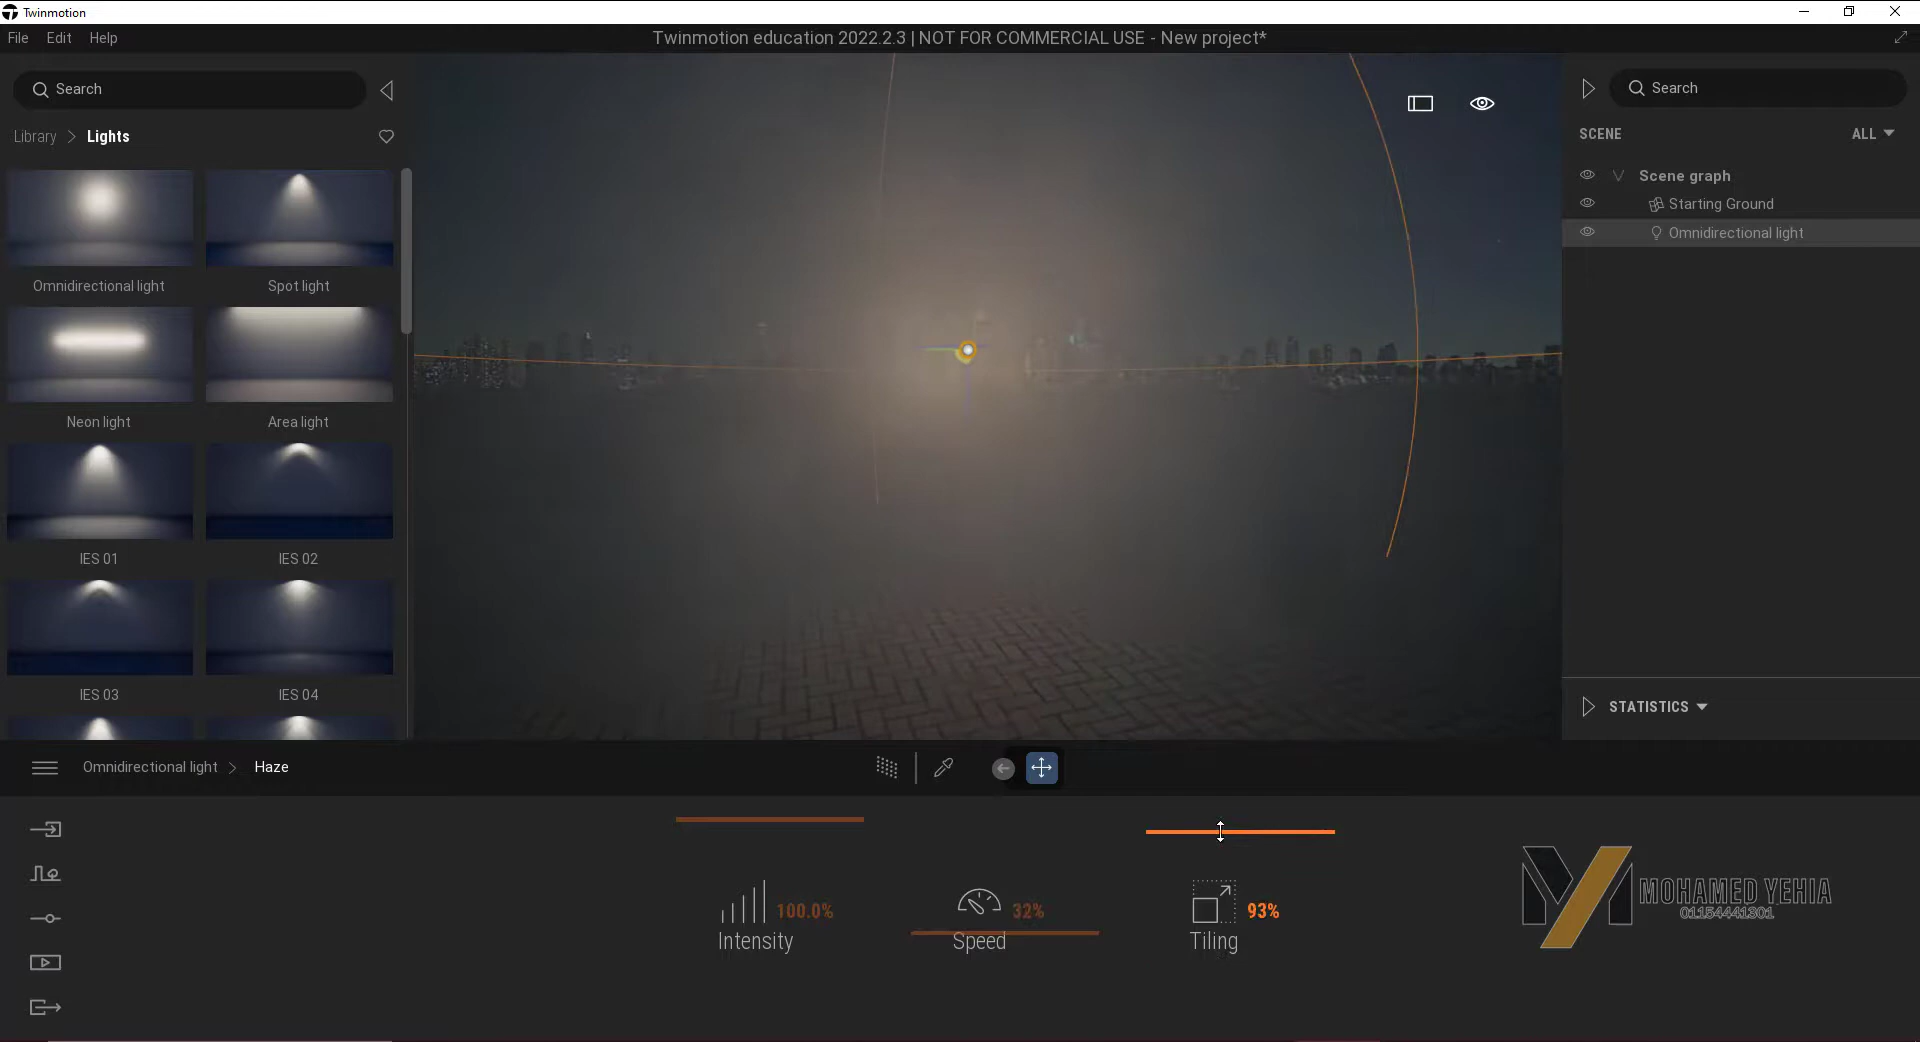 Twinmotion
File Edit Help
Twinmotion education 2022.2.3 | NOT FOR COMMERCIAL USE - New project*
Search
Library > Lights
Omnidirectional light
Spot light
Neon light
Area light
IES 01
IES 02
IES 03
IES 04
Search
SCENE
ALL
Scene graph
Starting Ground
Omnidirectional light
STATISTICS
Omnidirectional light > Haze
100.0%
Intensity
32%
Speed
93%
Tiling
MOHAMED YEHIA
01154441301